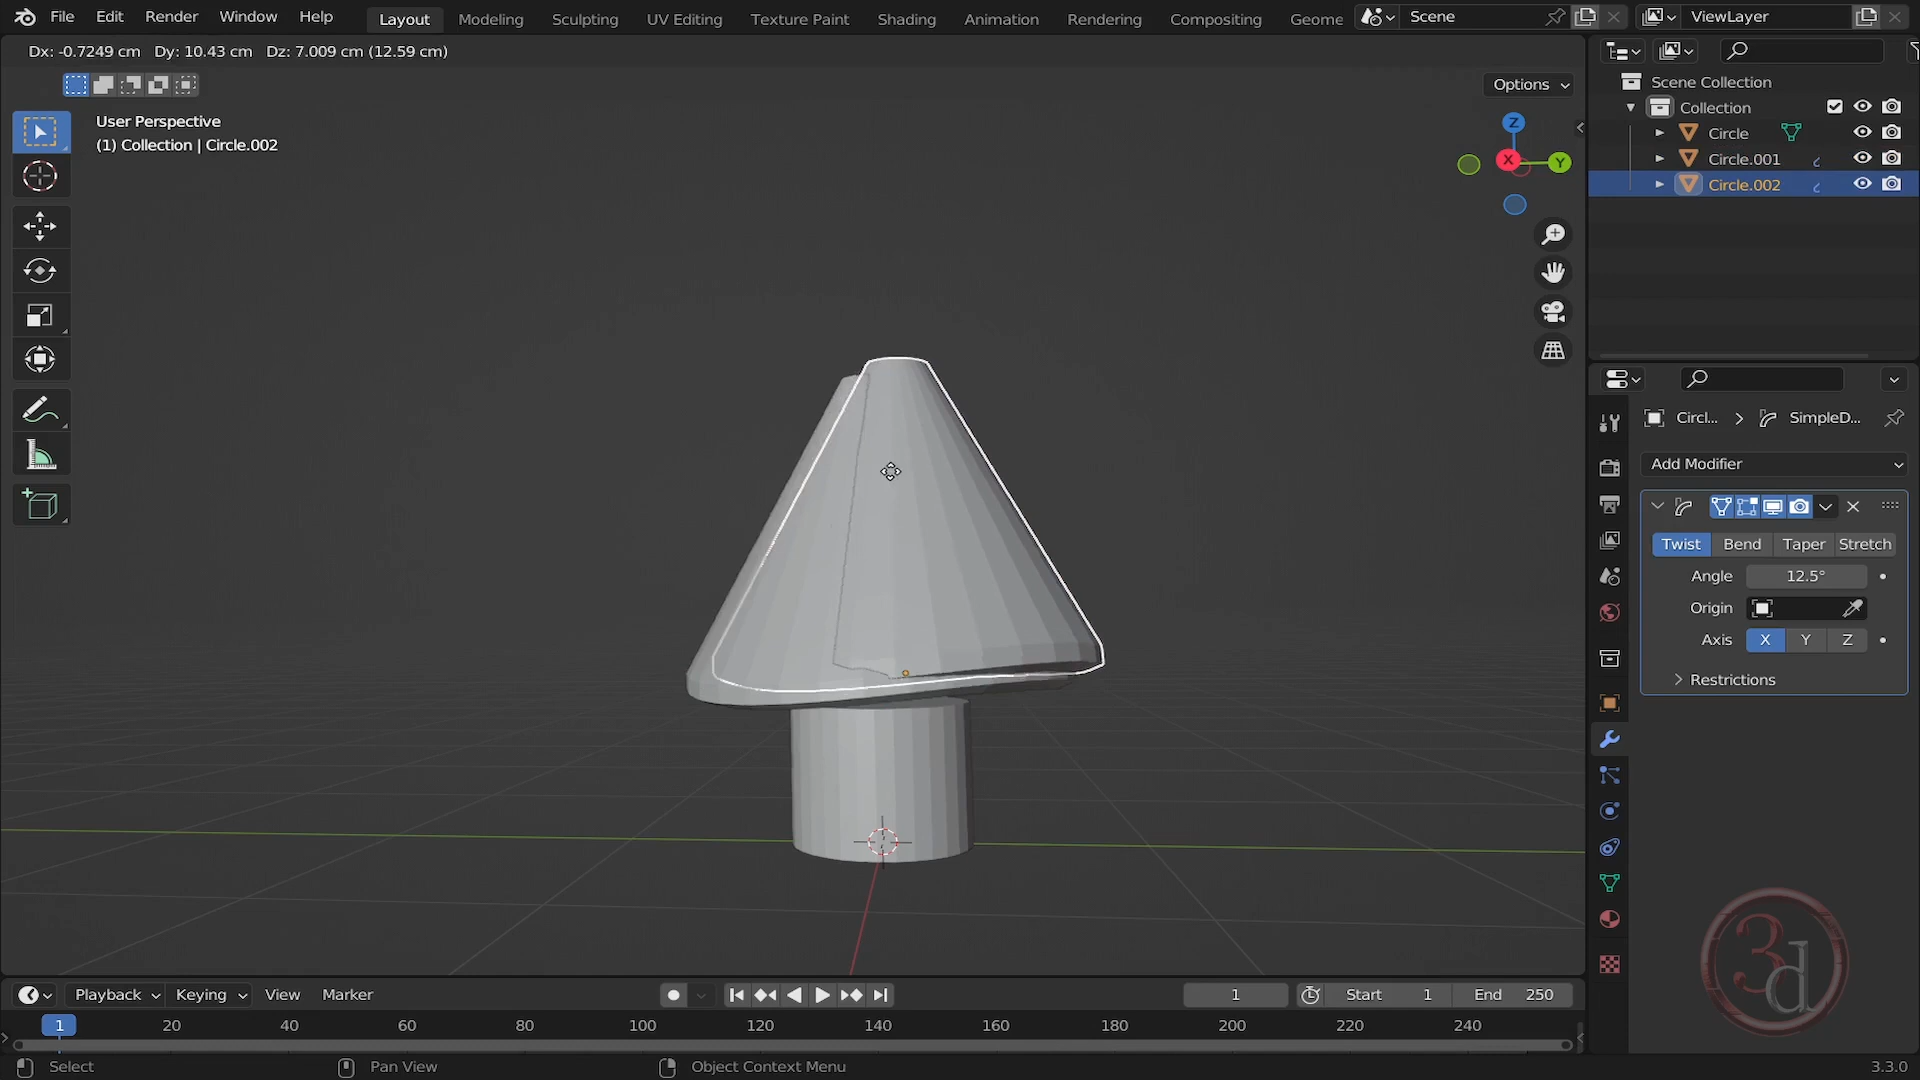 File Edit Render Window Help Layout Modeling Sculpting UV Editing Texture Paint Shading Animation Rendering Compositing Geome Scene ViewLayer
Dx: -0.7249 cm Dy: 10.43 cm Dz: 7.009 cm (12.59 cm)
Options
User Perspective
(1) Collection | Circle.002
Z
X
Y
Scene Collection
Collection
Circle
Circle.001
Circle.002
Circl... > SimpleD...
Add Modifier
Twist Bend Taper Stretch
Angle 12.5°
Origin
Axis X Y Z
Restrictions
3d
Playback Keying View Marker 1 Start 1 End 250
1 20 40 60 80 100 120 140 160 180 200 220 240
Select Pan View Object Context Menu 3.3.0